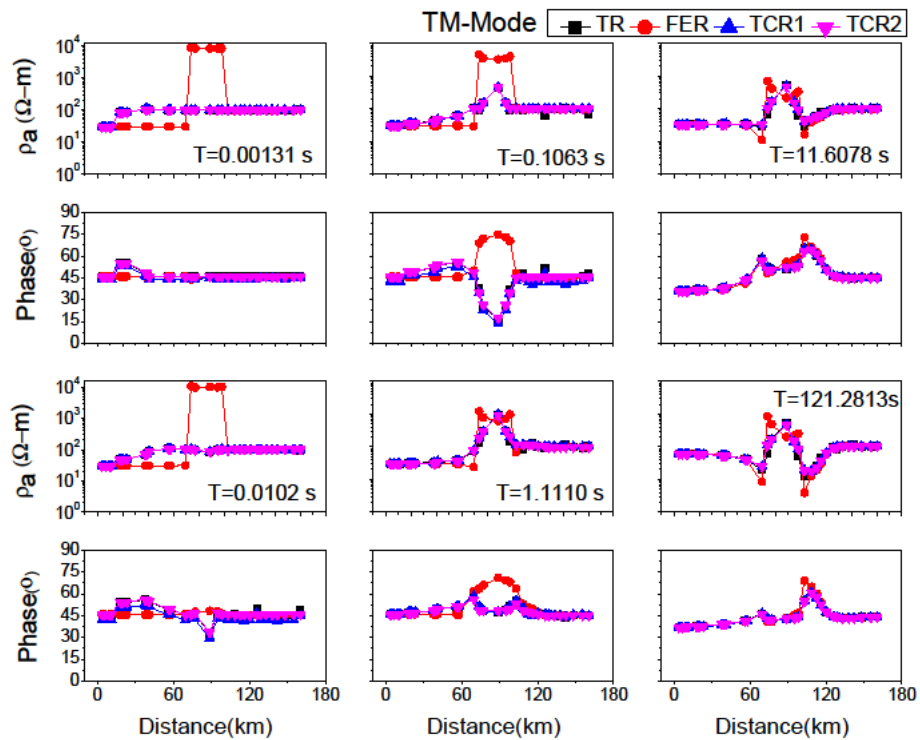 TM-Mode TR FER TCR1 TCR2
ρa (Ω−m)
10⁴
10³
10²
10¹
10⁰
T=0.00131 s
T=0.1063 s
T=11.6078 s
Phase(º)
90
75
60
45
30
15
0
ρa (Ω−m)
10⁴
10³
10²
10¹
10⁰
T=0.0102 s
T=1.1110 s
T=121.2813s
Phase(º)
90
75
60
45
30
15
0
0 60 120 180 0 60 120 180 0 60 120 180
Distance(km) Distance(km) Distance(km)